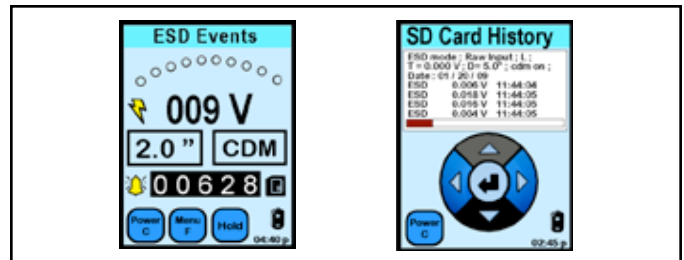 ESD Events
009 V
2.0 " CDM
00628
Power C Menu F Hold
04:40 p
SD Card History
ESD mode ; Raw Input ; L ;
T = 0.000 V ; D= 5.0" ; cdm on ;
Date : 01 / 20 / 09
ESD 0.006 V 11:44:04
ESD 0.018 V 11:44:05
ESD 0.016 V 11:44:05
ESD 0.004 V 11:44:05
Power C
02:45 p